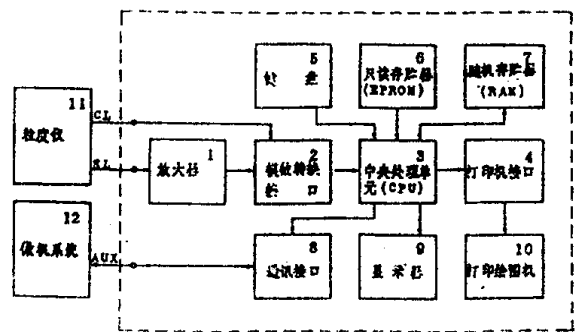 5
键 盘
6
只读存贮器
(EPROM)
7
随机存贮器
(RAM)
11
粒度仪
CL
SL
1
放大器
2
模数转换
接 口
3
中央处理单
元(CPU)
4
打印机接口
12
微机系统
AUX
8
通讯接口
9
显示器
10
打印绘图机